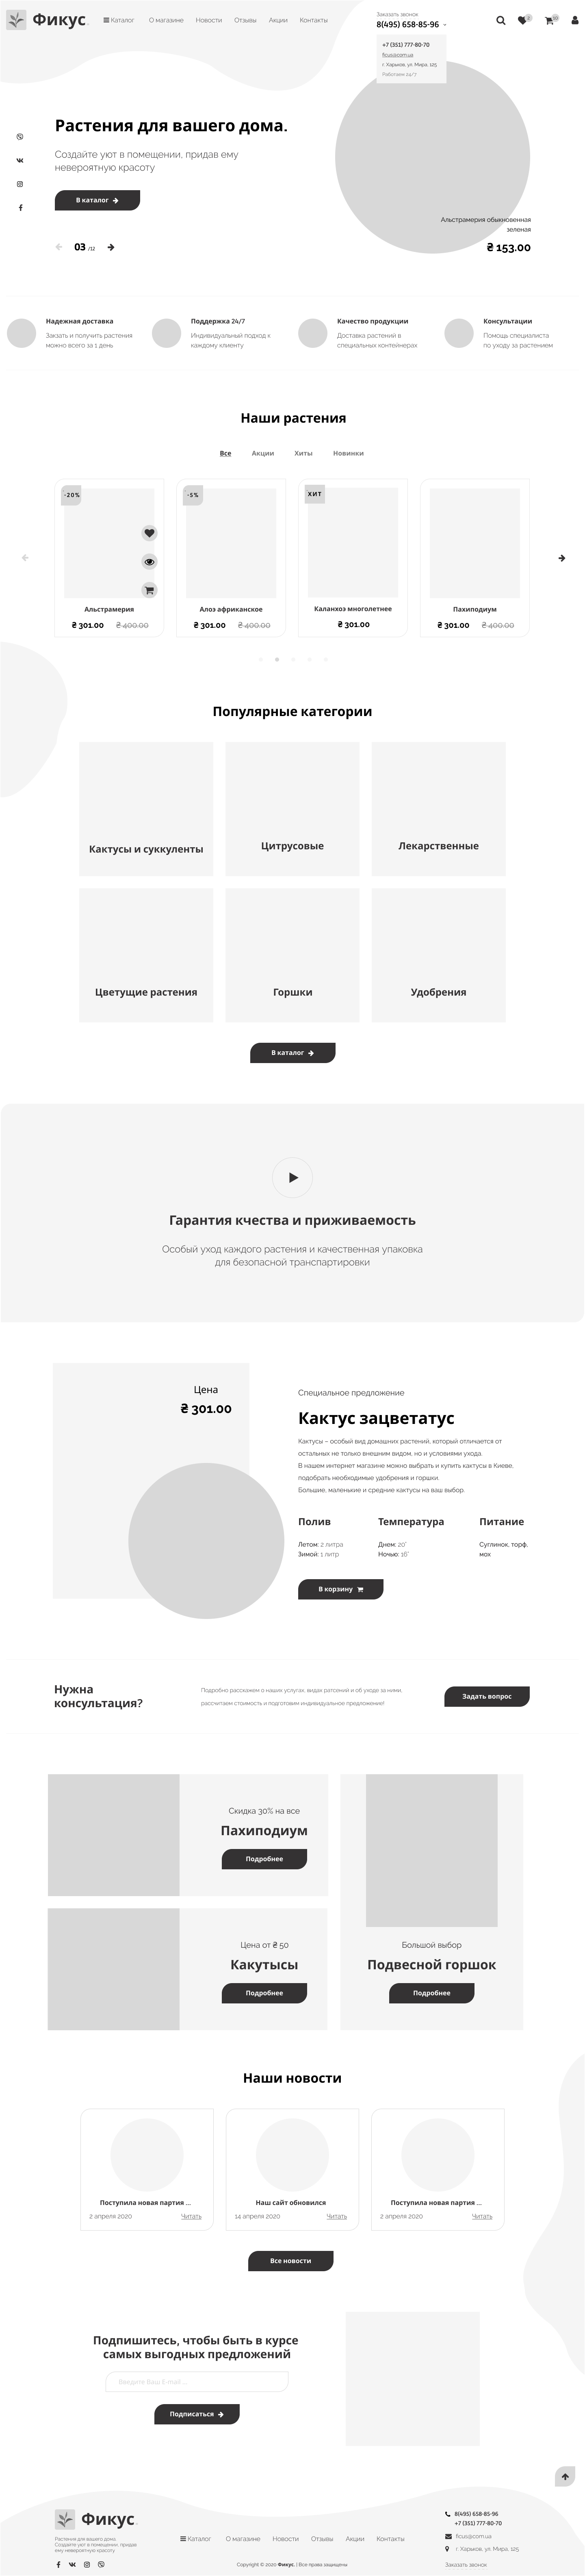 Фикус.
Каталог
О магазине
Новости
Отзывы
Акции
Контакты
Заказать звонок
8(495) 658-85-96
2
10
+7 (351) 777-80-70
ficus@com.ua
г. Харьков, ул. Мира, 125
Работаем 24/7
Растения для вашего дома.
Создайте уют в помещении, придав ему
невероятную красоту
В каталог
Альстрамерия обыкновенная
зеленая
₴ 153.00
03 /12
Надежная доставка
Заказать и получить растения
можно всего за 1 день
Поддержка 24/7
Индивидуальный подход к
каждому клиенту
Качество продукции
Доставка растений в
специальных контейнерах
Консультации
Помощь специалиста
по уходу за растением
Наши растения
Все
Акции
Хиты
Новинки
-20%
-5%
ХИТ
Альстрамерия
₴ 301.00 ₴ 400.00
Алоэ африканское
₴ 301.00 ₴ 400.00
Каланхоэ многолетнее
₴ 301.00
Пахиподиум
₴ 301.00 ₴ 400.00
Популярные категории
Кактусы и суккуленты
Цитрусовые
Лекарственные
Цветущие растения
Горшки
Удобрения
В каталог
Гарантия кчества и приживаемость
Особый уход каждого растения и качественная упаковка
для безопасной транспартировки
Цена
₴ 301.00
Специальное предложение
Кактус зацветатус
Кактусы – особый вид домашних растений, который отличается от
остальных не только внешним видом, но и условиями ухода.
В нашем интернет магазине можно выбрать и купить кактусы в Киеве,
подобрать необходимые удобрения и горшки.
Большие, маленькие и средние кактусы на ваш выбор.
Полив
Летом: 2 литра
Зимой: 1 литр
Температура
Днем: 20°
Ночью: 16°
Питание
Суглинок, торф,
мох
В корзину
Нужна
консультация?
Подробно расскажем о наших услугах, видах ратсений и об уходе за ними,
рассчитаем стоимость и подготовим индивидуальное предложение!
Задать вопрос
Скидка 30% на все
Пахиподиум
Подробнее
Цена от ₴ 50
Какутысы
Подробнее
Большой выбор
Подвесной горшок
Подробнее
Наши новости
Поступила новая партия ...
2 апреля 2020 Читать
Наш сайт обновился
14 апреля 2020 Читать
Поступила новая партия ...
2 апреля 2020 Читать
Все новости
Подпишитесь, чтобы быть в курсе
самых выгодных предложений
Введите Ваш E-mail ...
Подписаться
Фикус.
Растения для вашего дома.
Создайте уют в помещении, придав
ему невероятную красоту
Каталог
О магазине
Новости
Отзывы
Акции
Контакты
8(495) 658-85-96
+7 (351) 777-80-70
ficus@com.ua
г. Харьков, ул. Мира, 125
Заказать звонок
Copyright © 2020 Фикус. | Все права защищены